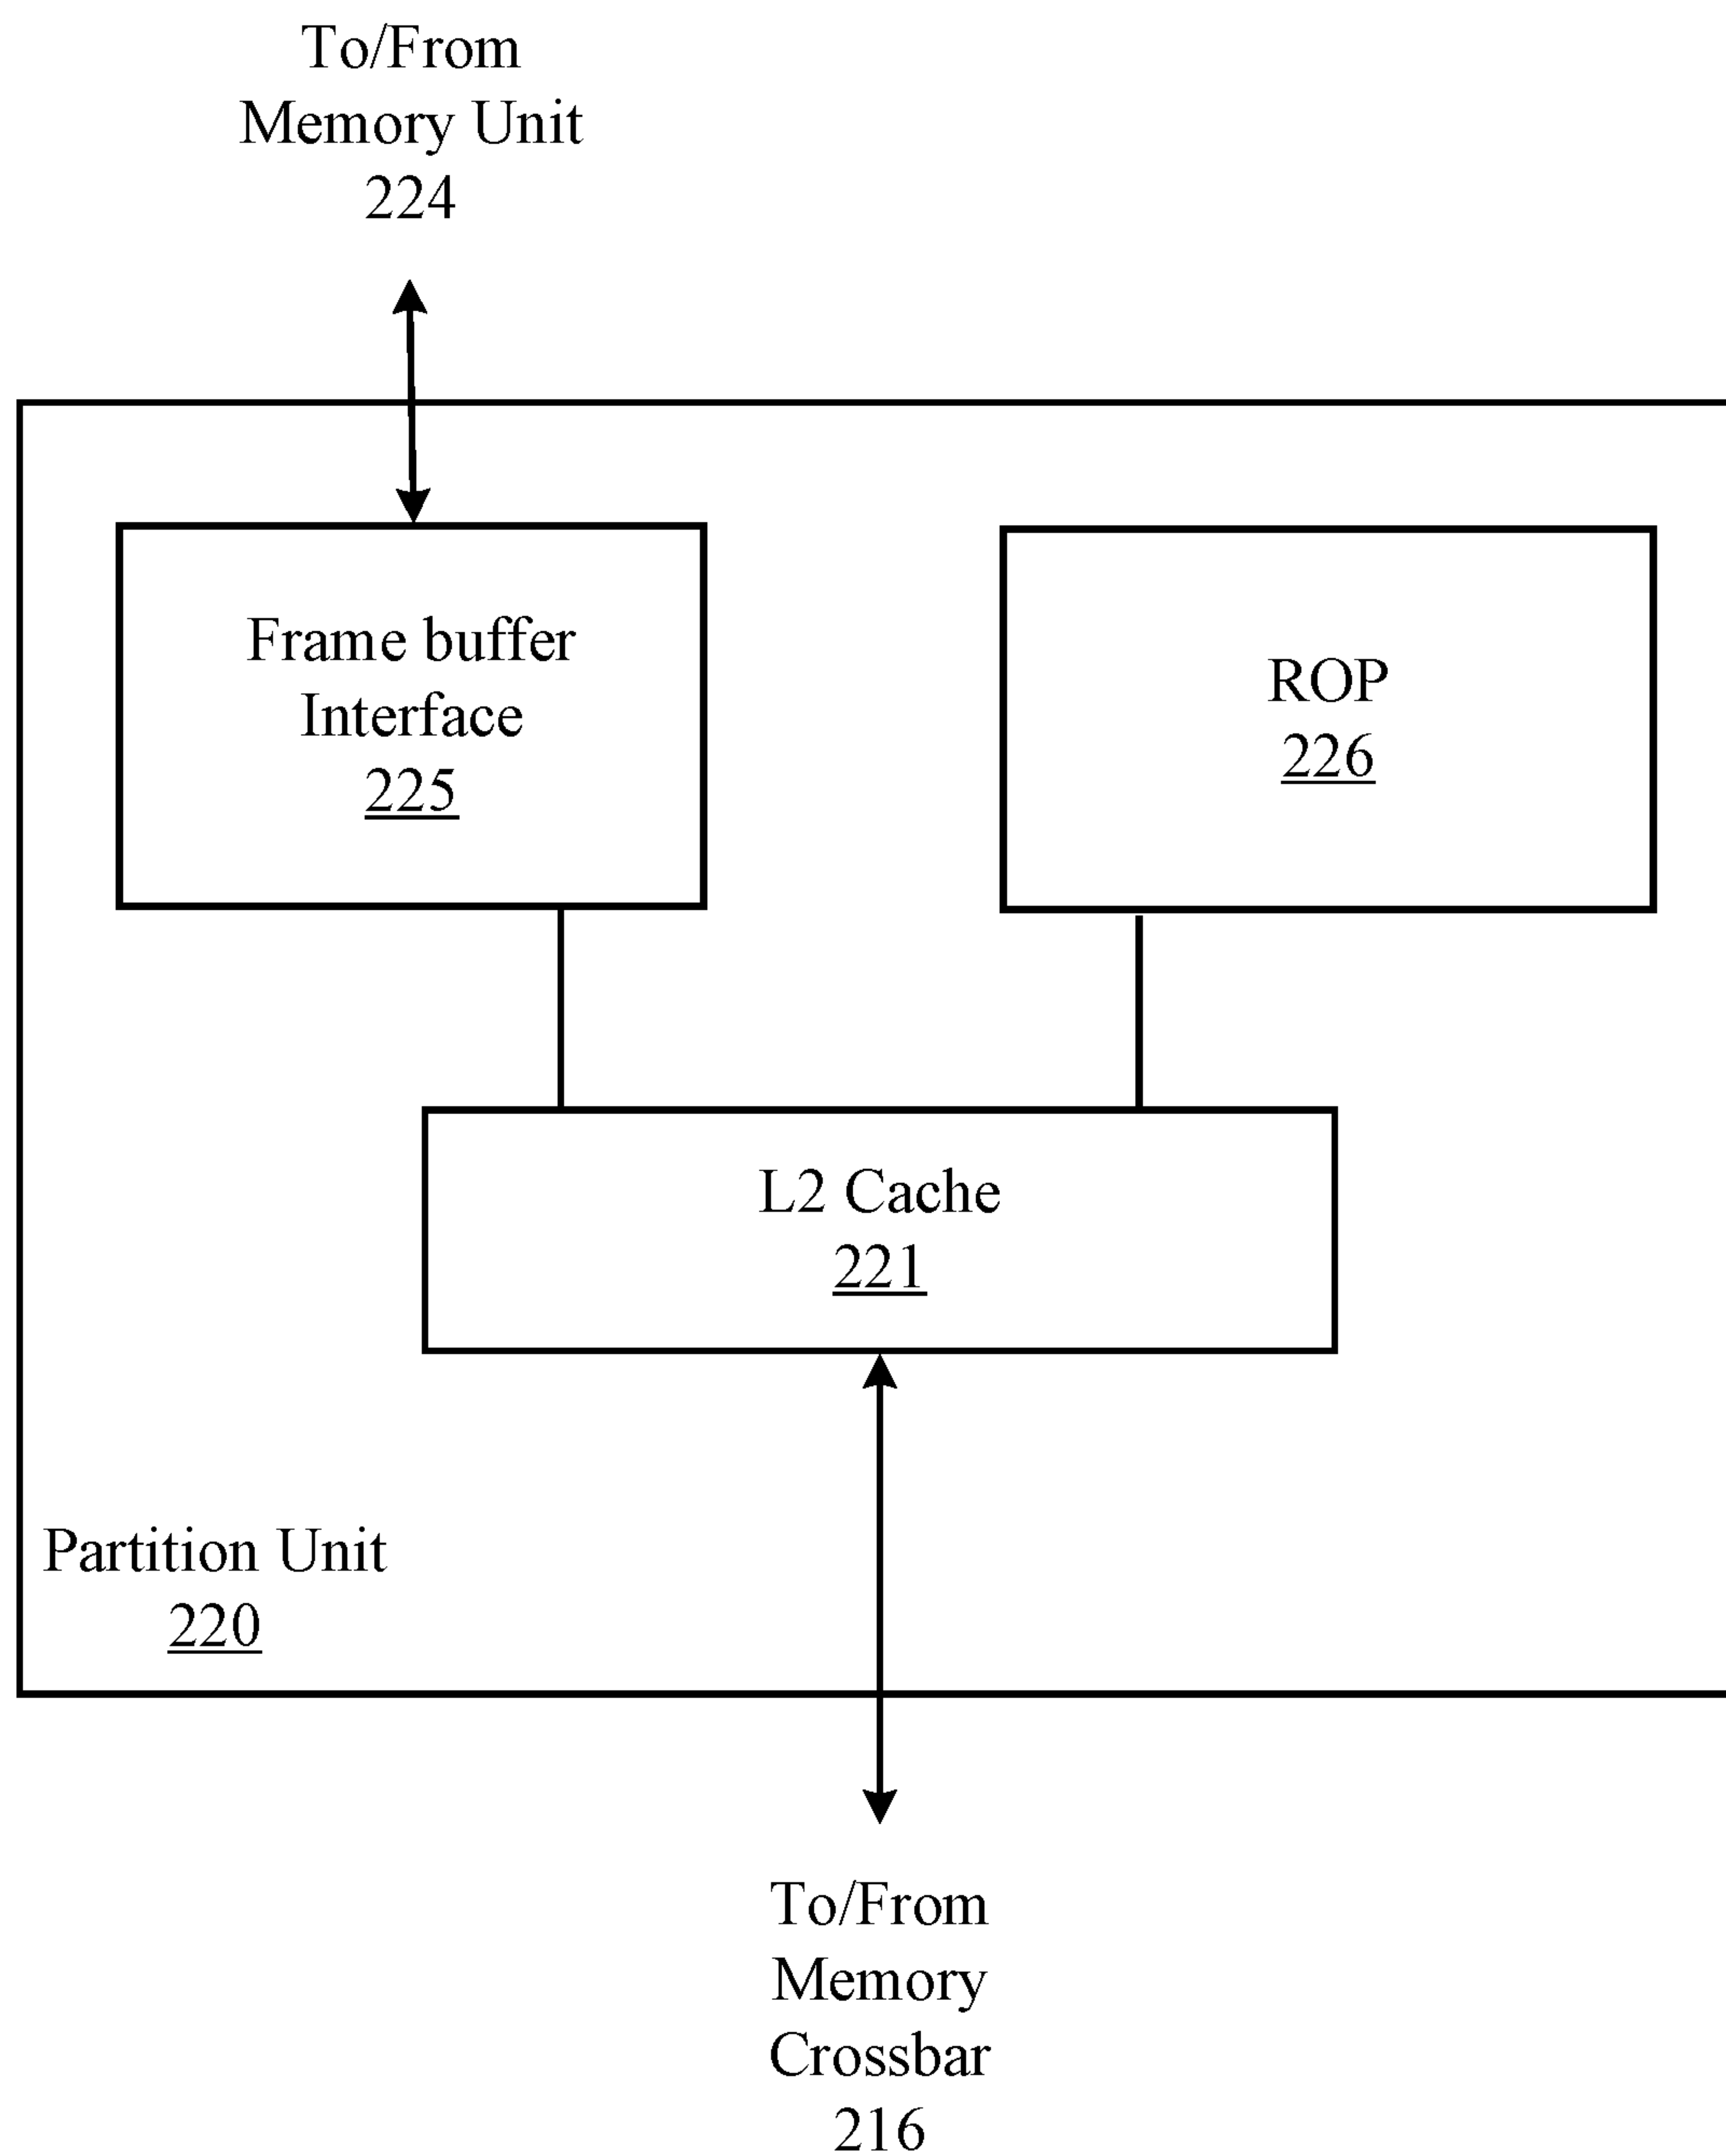 To/From
Memory Unit
224
Frame buffer
Interface
225
ROP
226
L2 Cache
221
Partition Unit
220
To/From
Memory
Crossbar
216